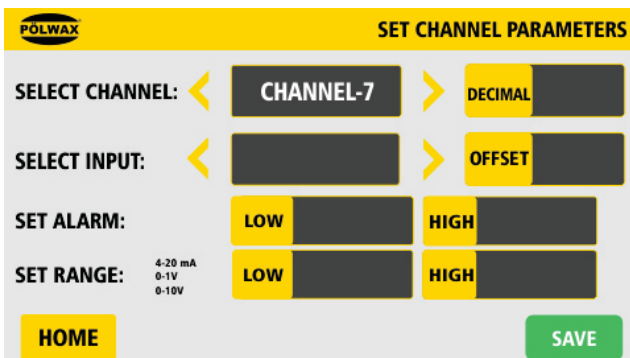 PÖLWAX
SET CHANNEL PARAMETERS
SELECT CHANNEL:
CHANNEL-7
DECIMAL
SELECT INPUT:
OFFSET
SET ALARM:
LOW
HIGH
SET RANGE:
4-20 mA
0-1V
0-10V
LOW
HIGH
HOME
SAVE